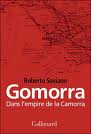 Roberto Saviano
Gomorra
Dans l'empire de la Camorra
Gallimard